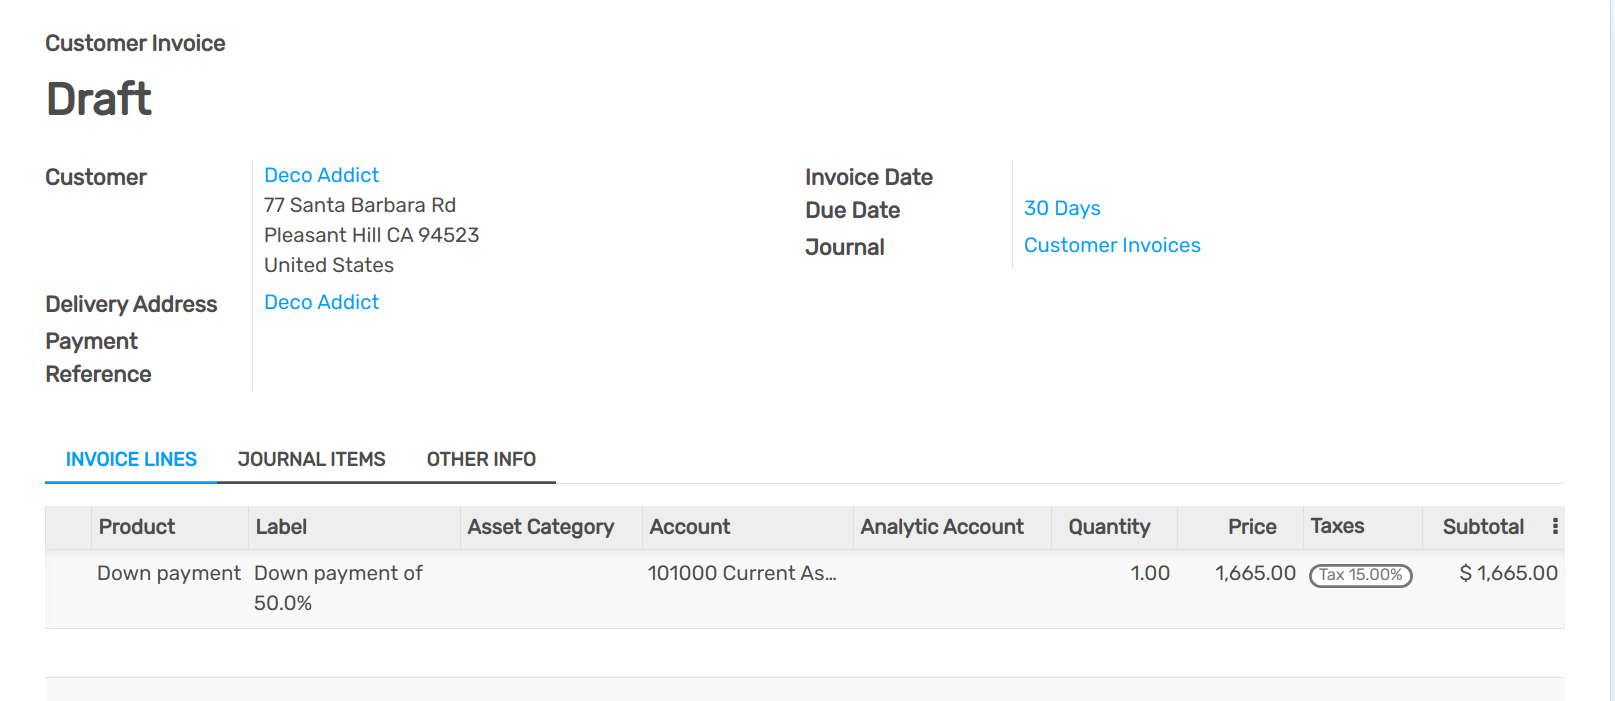 Customer Invoice
Draft
Customer
Deco Addict
77 Santa Barbara Rd
Pleasant Hill CA 94523
United States
Delivery Address
Deco Addict
Payment
Reference
Invoice Date
Due Date
30 Days
Journal
Customer Invoices
INVOICE LINES JOURNAL ITEMS OTHER INFO
Product Label Asset Category Account Analytic Account Quantity Price Taxes Subtotal
Down payment Down payment of 101000 Current As... 1.00 1,665.00 Tax 15.00% $ 1,665.00
50.0%